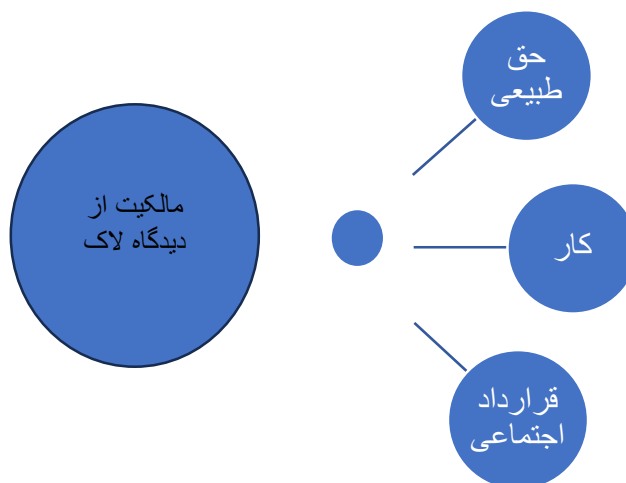 حق
طبیعی
مالکیت از
دیدگاه لاک
کار
قرارداد
اجتماعی